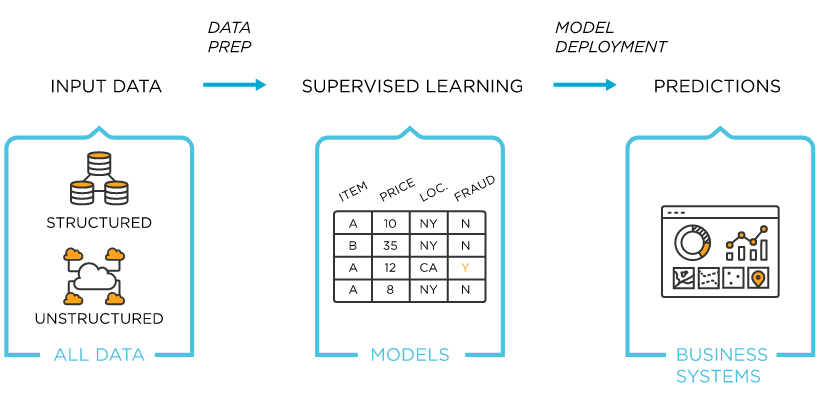 DATA
PREP
MODEL
DEPLOYMENT
INPUT DATA
SUPERVISED LEARNING
PREDICTIONS
STRUCTURED
UNSTRUCTURED
ALL DATA
ITEM PRICE LOC. FRAUD
A 10 NY N
B 35 NY N
A 12 CA Y
A 8 NY N
MODELS
BUSINESS
SYSTEMS